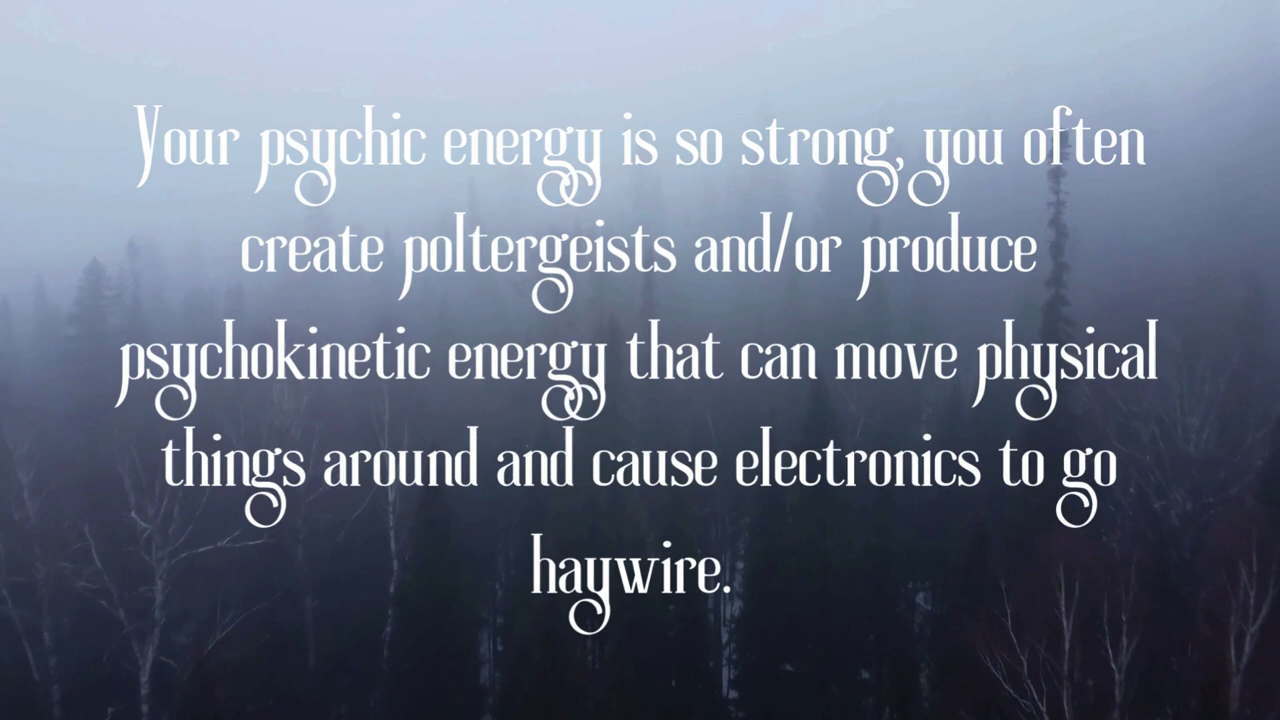 Your psychic energy is so strong, you often
create poltergeists and/or produce
psychokinetic energy that can move physical
things around and cause electronics to go
haywire.